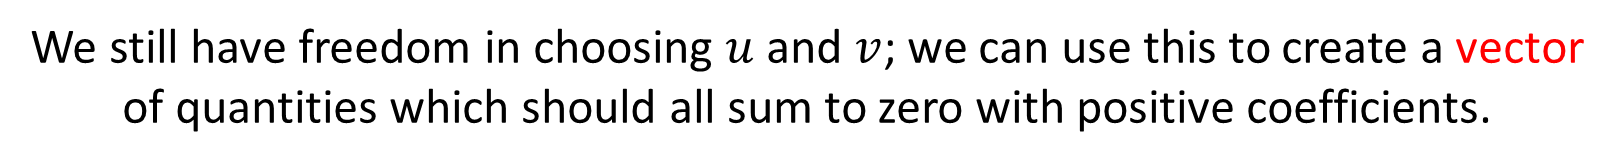 We still have freedom in choosing 𝑢 and 𝑣; we can use this to create a vector
of quantities which should all sum to zero with positive coefficients.